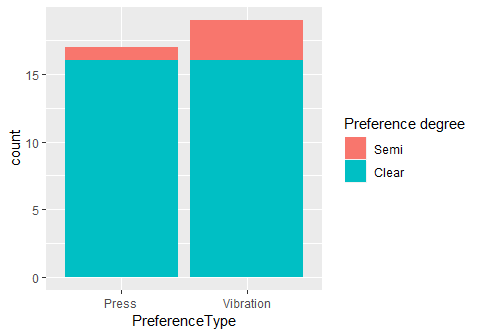 15
10
5
0
count
Press
Vibration
PreferenceType
Preference degree
Semi
Clear